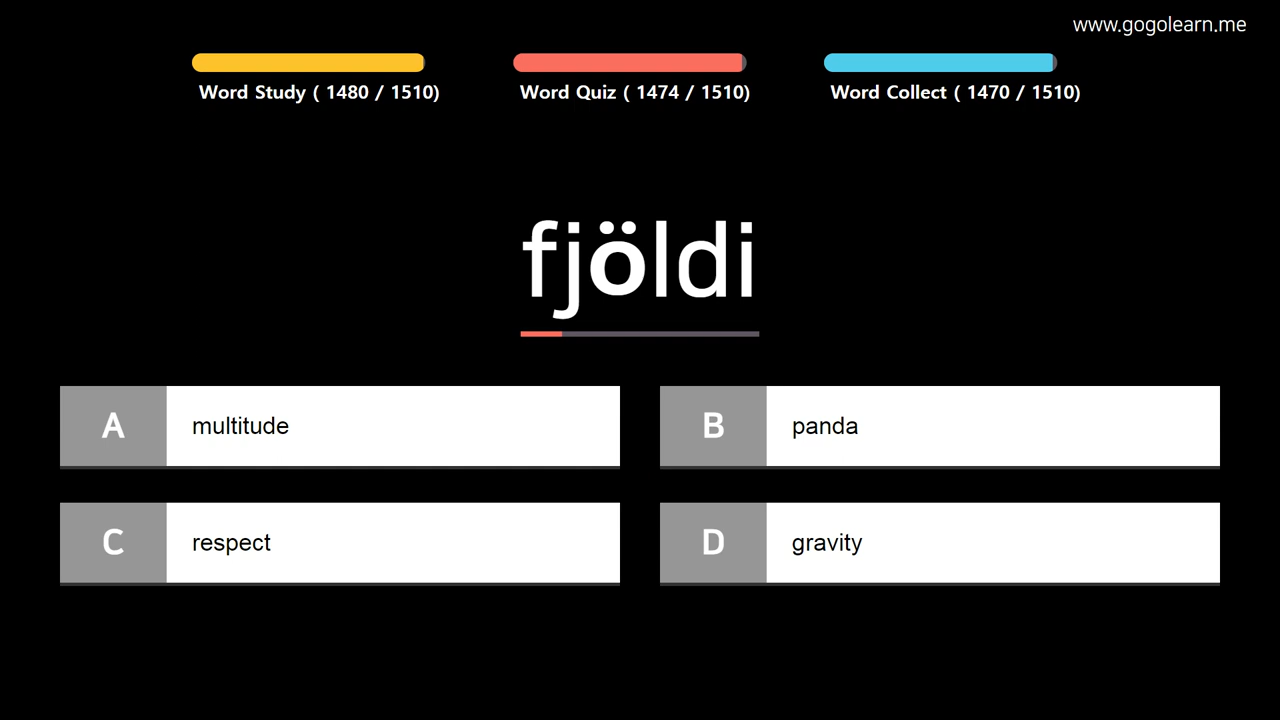 www.gogolearn.me
Word Study ( 1480 / 1510)
Word Quiz ( 1474 / 1510)
Word Collect ( 1470 / 1510)
fjöldi
A multitude
B panda
C respect
D gravity